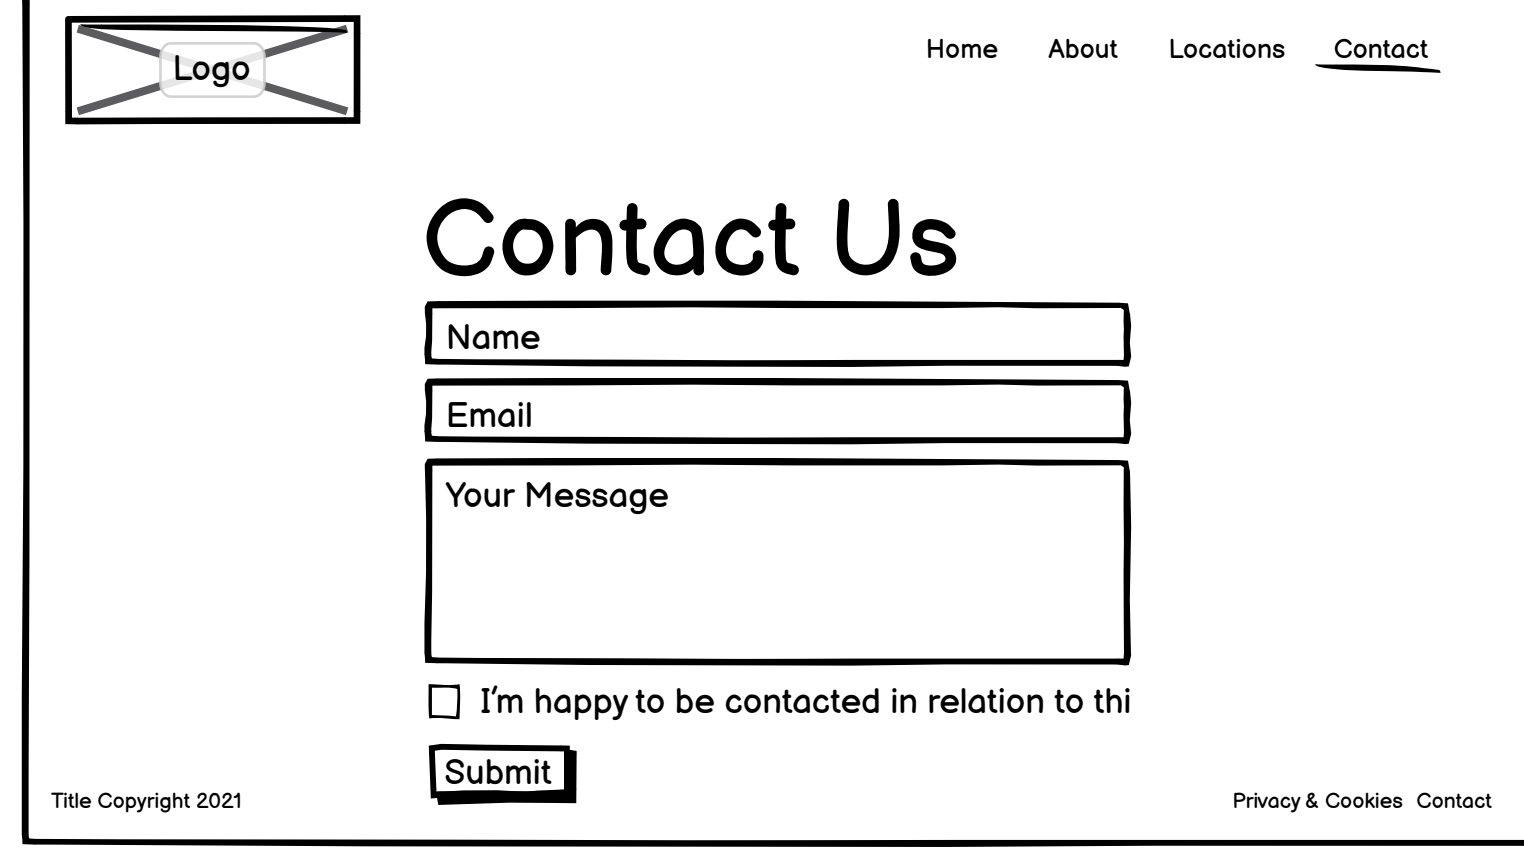 Logo
Home About Locations Contact
Contact Us
Name
Email
Your Message
I'm happy to be contacted in relation to thi
Submit
Title Copyright 2021
Privacy & Cookies Contact